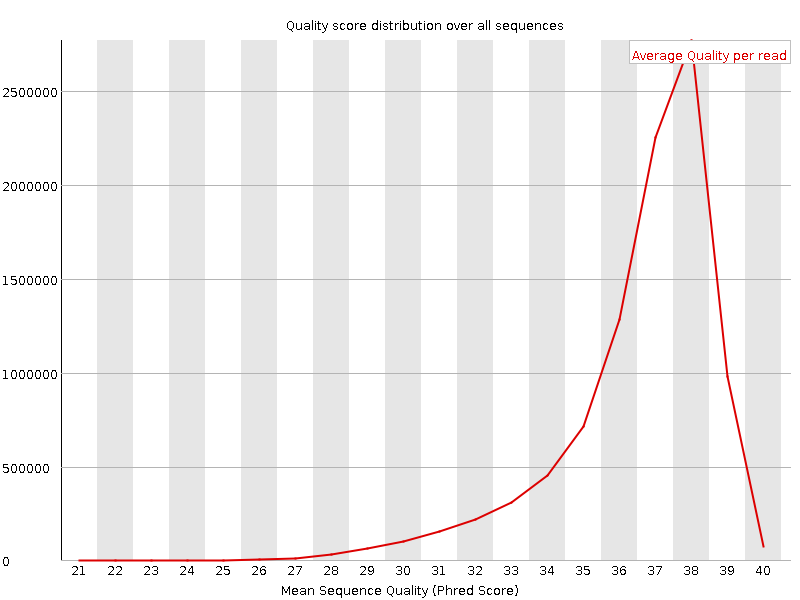 Quality score distribution over all sequences
Average Quality per read
2500000
2000000
1500000
1000000
500000
0
21 22 23 24 25 26 27 28 29 30 31 32 33 34 35 36 37 38 39 40
Mean Sequence Quality (Phred Score)